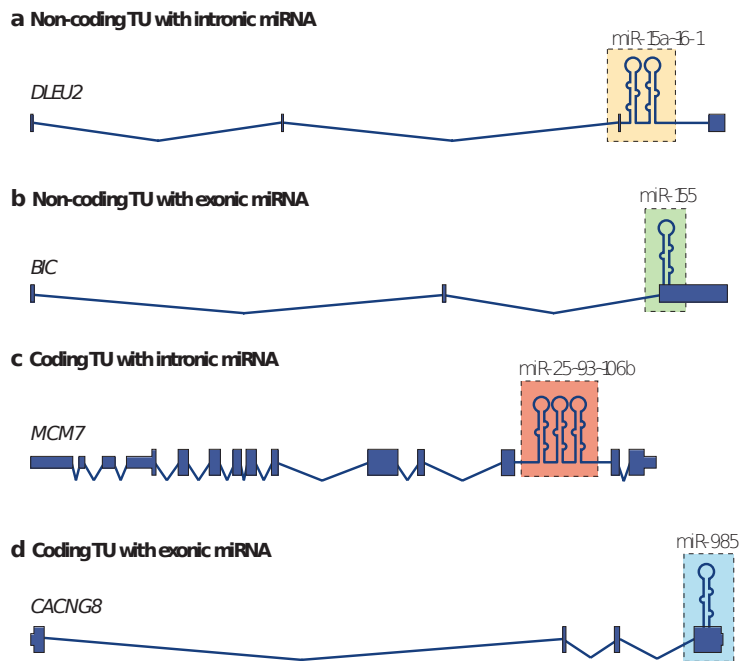 a Non-coding TU with intronic miRNA
miR-15a~16-1
DLEU2
b Non-coding TU with exonic miRNA
miR-155
BIC
c Coding TU with intronic miRNA
miR-25~93~106b
MCM7
d Coding TU with exonic miRNA
miR-985
CACNG8